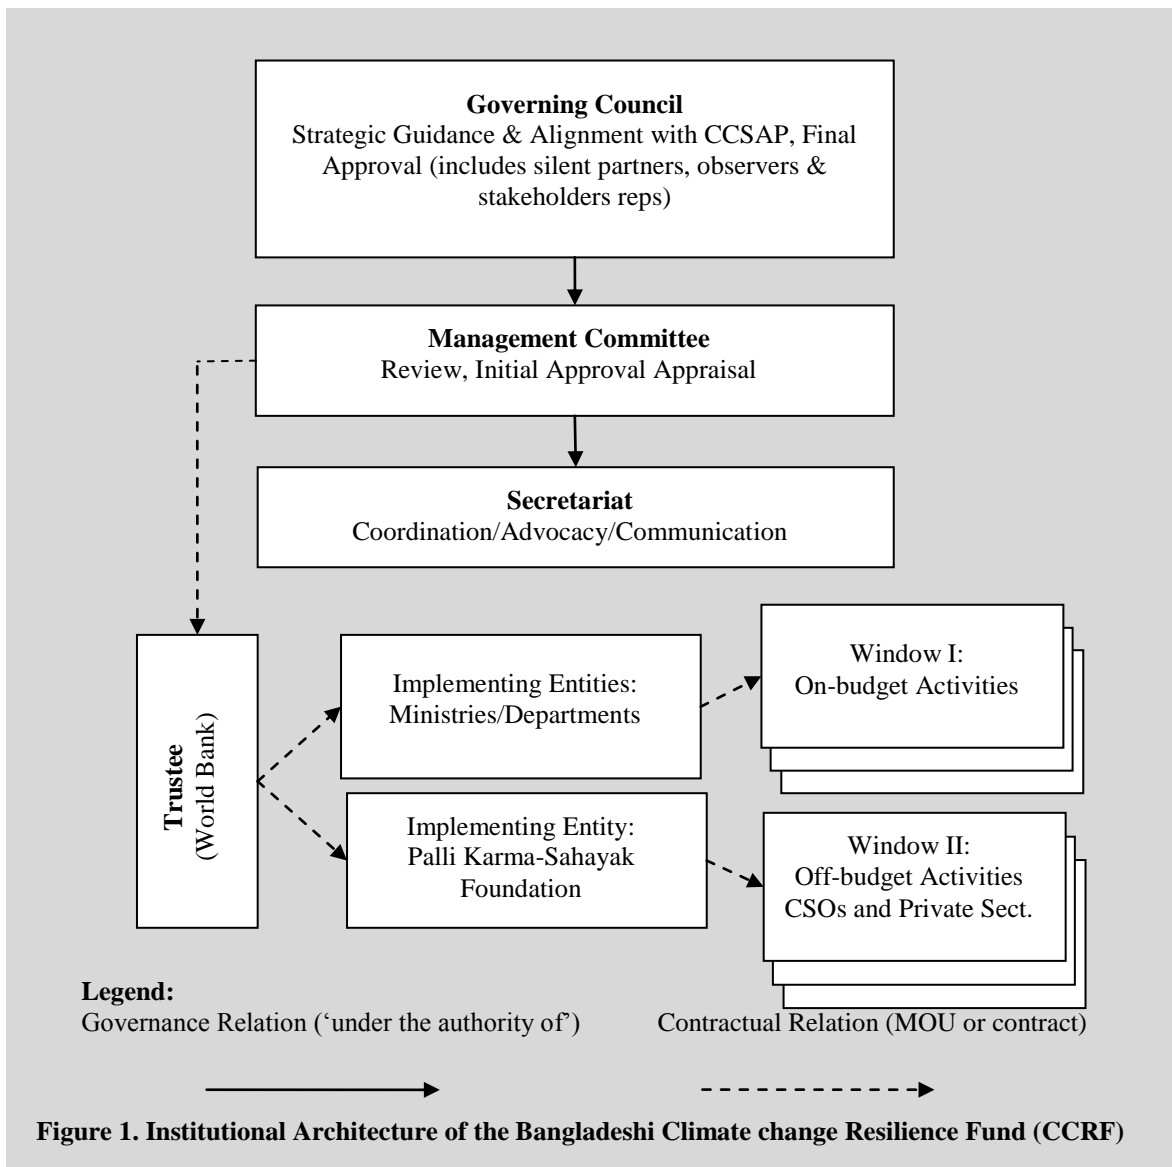 Governing Council
Strategic Guidance & Alignment with CCSAP, Final
Approval (includes silent partners, observers &
stakeholders reps)
Management Committee
Review, Initial Approval Appraisal
Secretariat
Coordination/Advocacy/Communication
Trustee
(World Bank)
Implementing Entities:
Ministries/Departments
Window I:
On-budget Activities
Implementing Entity:
Palli Karma-Sahayak
Foundation
Window II:
Off-budget Activities
CSOs and Private Sect.
Legend:
Governance Relation (‘under the authority of’)
Contractual Relation (MOU or contract)
Figure 1. Institutional Architecture of the Bangladeshi Climate change Resilience Fund (CCRF)